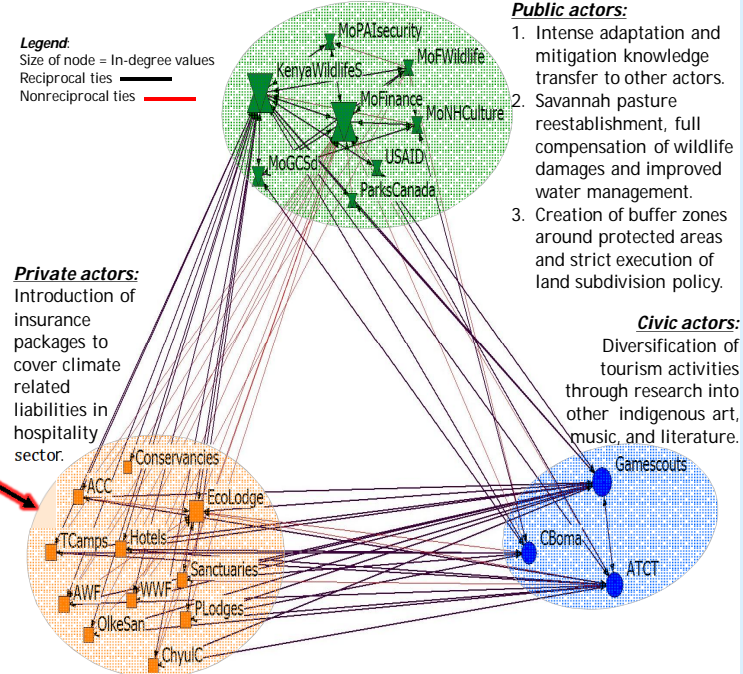 Legend:
Size of node = In-degree values
Reciprocal ties
Nonreciprocal ties
MoPAIsecurity
MoFWildlife
KenyaWildlifeS
MoFinance
MoNHCulture
MoGCSd
USAID
ParksCanada
Public actors:
1. Intense adaptation and
mitigation knowledge
transfer to other actors.
2. Savannah pasture
reestablishment, full
compensation of wildlife
damages and improved
water management.
3. Creation of buffer zones
around protected areas
and strict execution of
land subdivision policy.
Private actors:
Introduction of
insurance
packages to
cover climate
related
liabilities in
hospitality
sector.
Civic actors:
Diversification of
tourism activities
through research into
other indigenous art,
music, and literature.
Conservancies
ACC
EcoLodge
TCamps
Hotels
Sanctuaries
AWF
WWF
PLodges
OlkeSan
ChyulC
Gamescouts
CBoma
ATCT